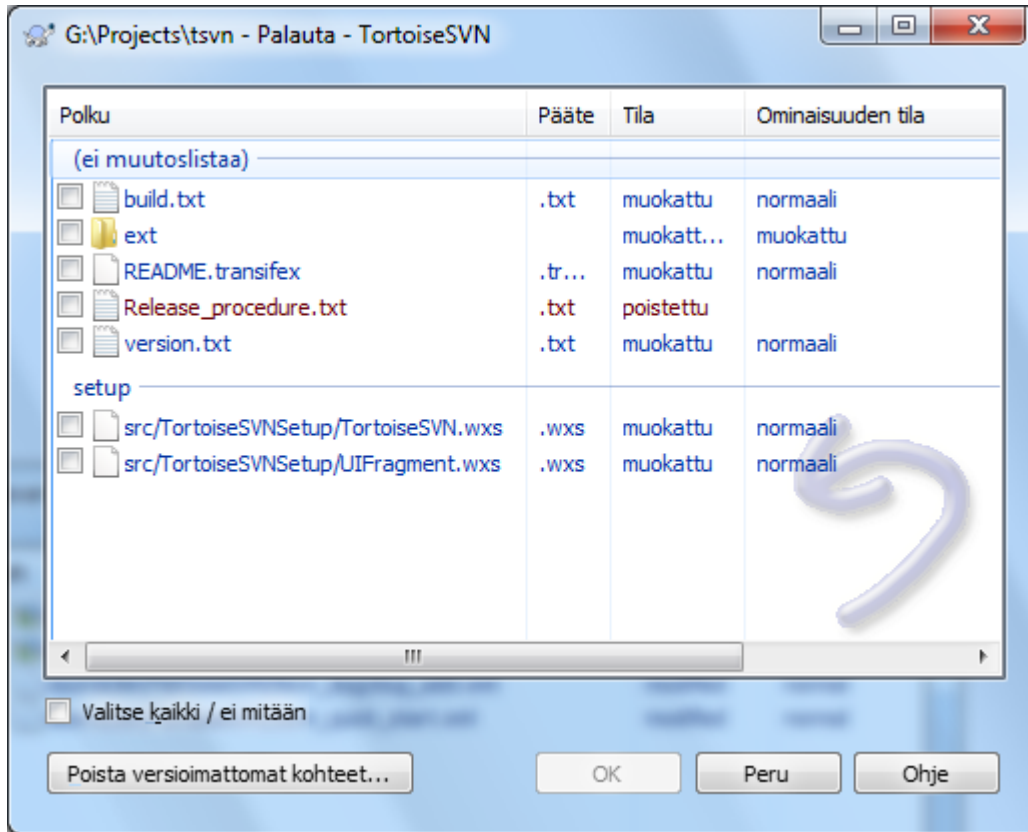 G:\Projects\tsvn - Palauta - TortoiseSVN
Polku Pääte Tila Ominaisuuden tila
(ei muutoslistaa)
build.txt .txt muokattu normaali
ext muokatt... muokattu
README.transifex .tr... muokattu normaali
Release_procedure.txt .txt poistettu
version.txt .txt muokattu normaali
setup
src/TortoiseSVNSetup/TortoiseSVN.wxs .wxs muokattu normaali
src/TortoiseSVNSetup/UIFragment.wxs .wxs muokattu normaali
Valitse kaikki / ei mitään
Poista versioimattomat kohteet... OK Peru Ohje